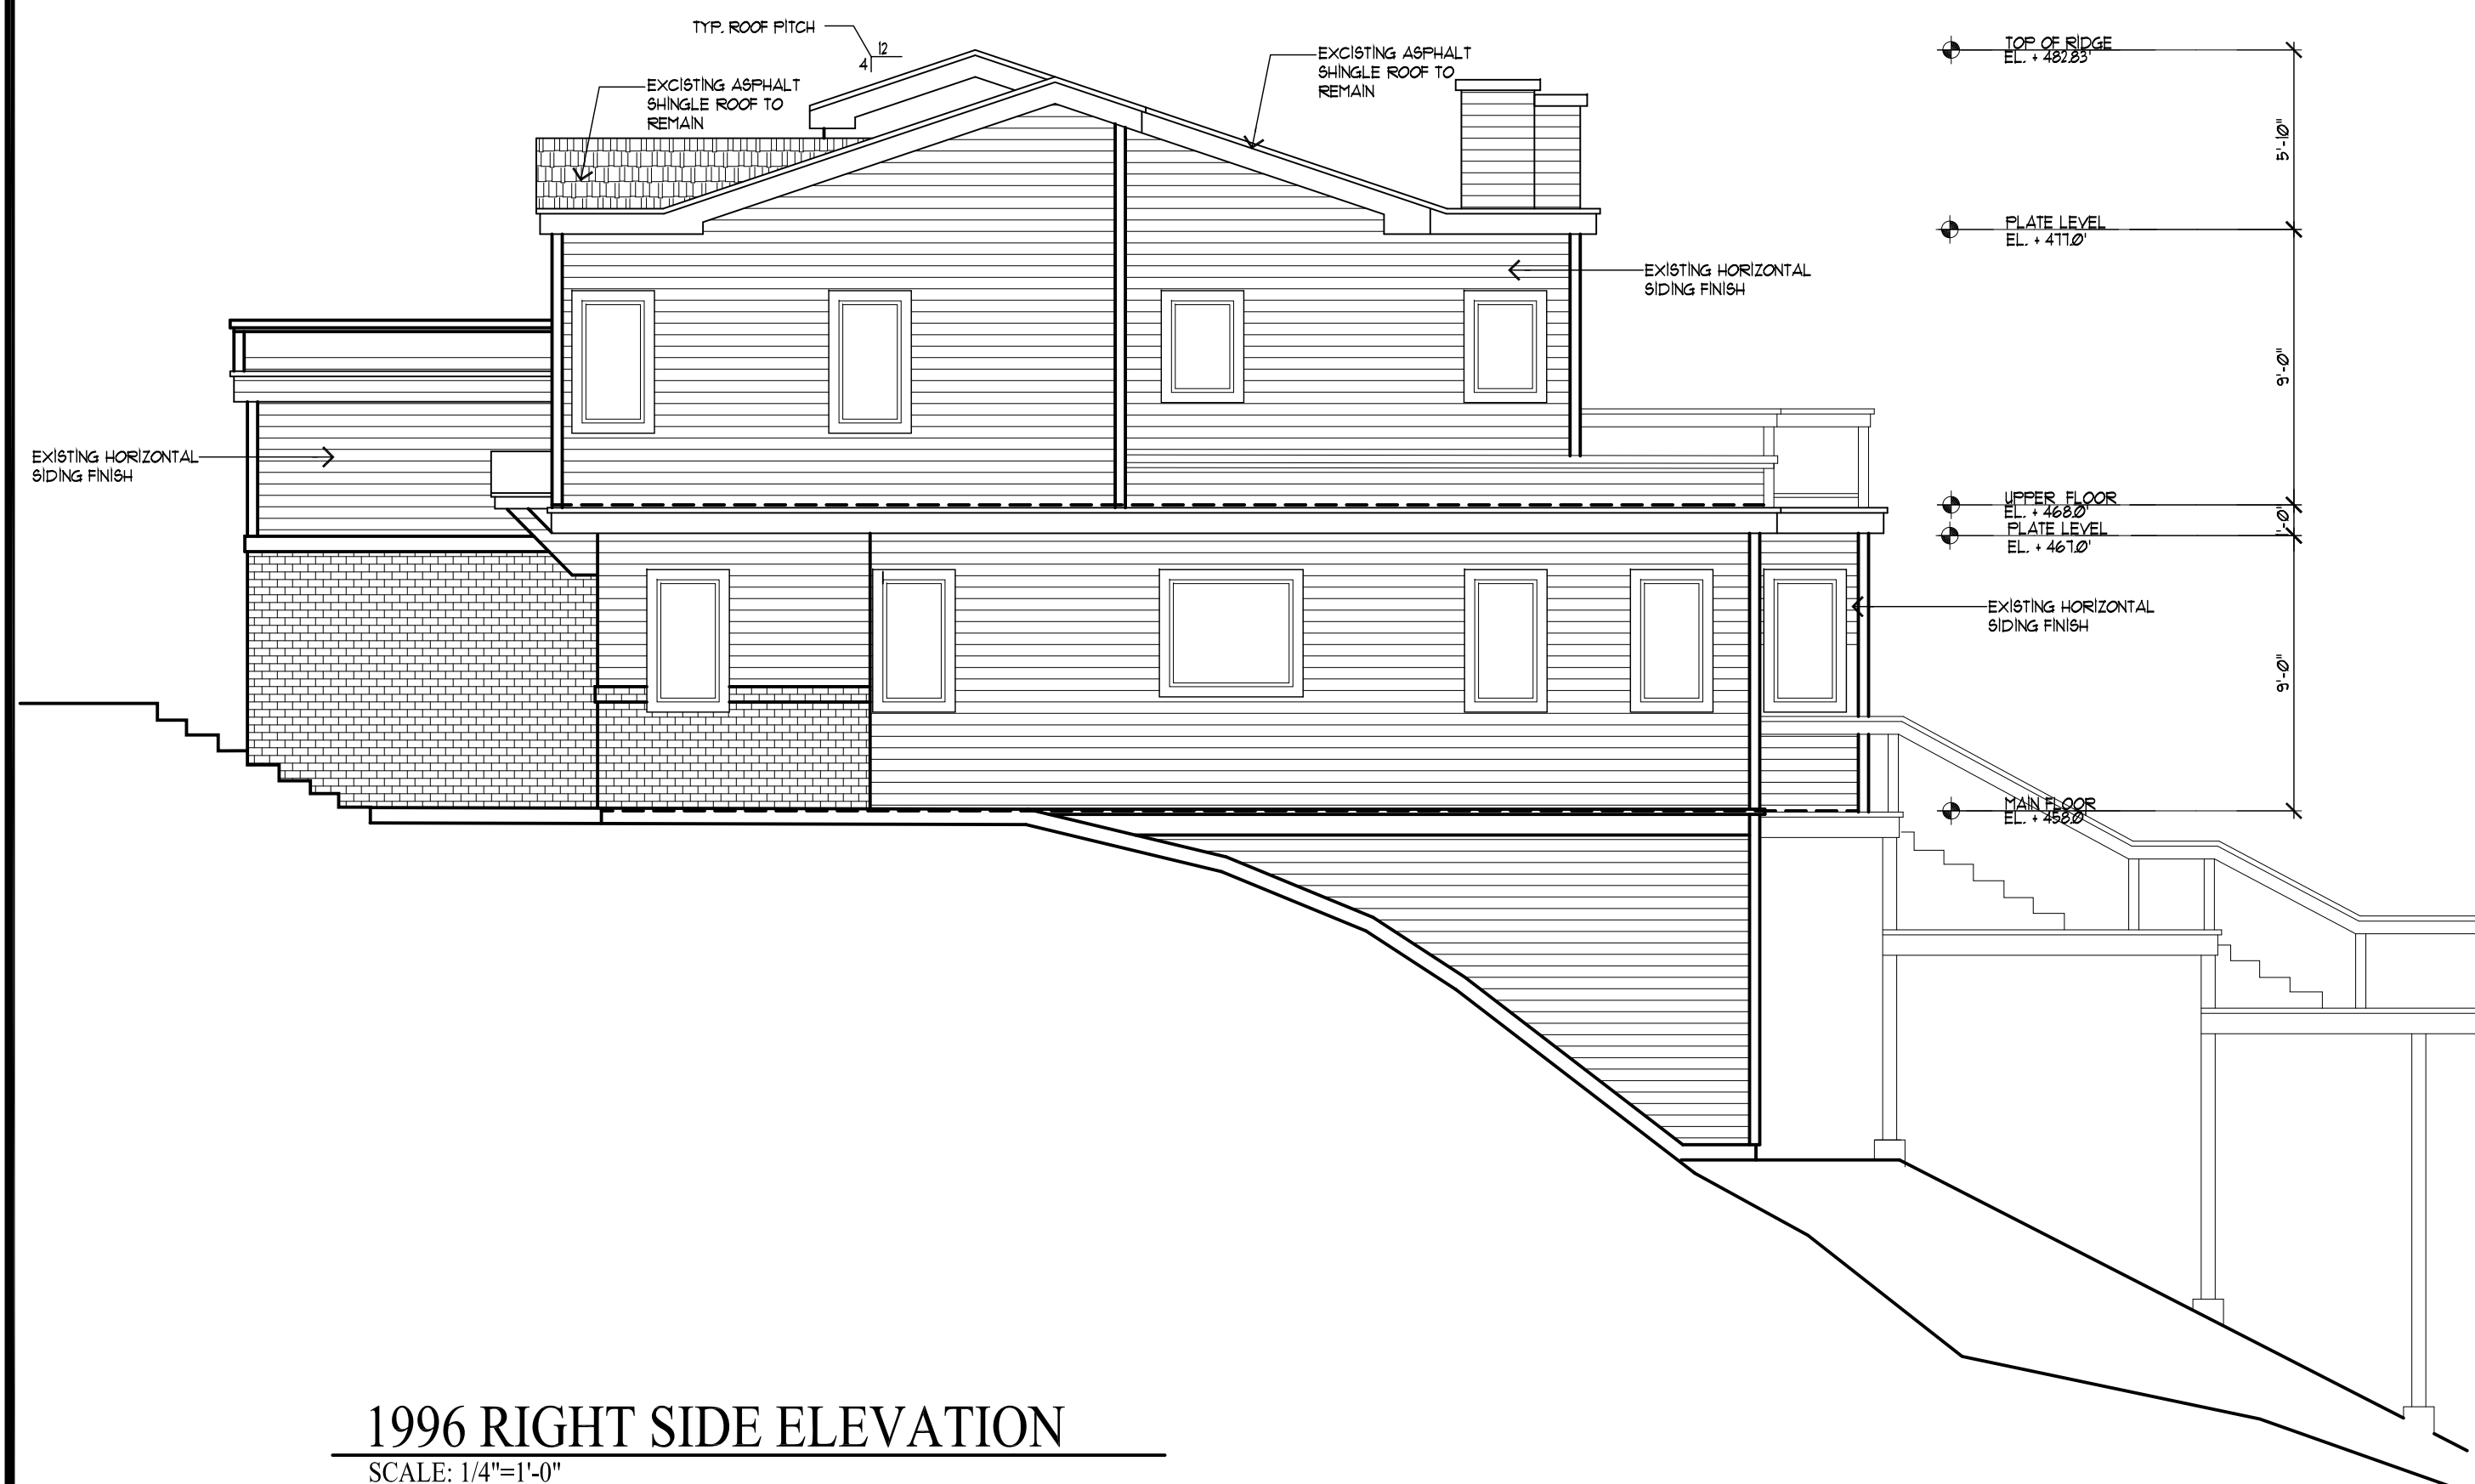 TYP. ROOF PITCH
12
4
EXCISTING ASPHALT
SHINGLE ROOF TO
REMAIN
EXCISTING ASPHALT
SHINGLE ROOF TO
REMAIN
TOP OF RIDGE
EL. + 482.83'
5'-10"
PLATE LEVEL
EL. + 477.0'
EXISTING HORIZONTAL
SIDING FINISH
9'-0"
EXISTING HORIZONTAL
SIDING FINISH
UPPER FLOOR
EL. + 468.0'
1'-0"
PLATE LEVEL
EL. + 467.0'
EXISTING HORIZONTAL
SIDING FINISH
9'-0"
MAIN FLOOR
EL. + 458.0'
1996 RIGHT SIDE ELEVATION
SCALE: 1/4"=1'-0"